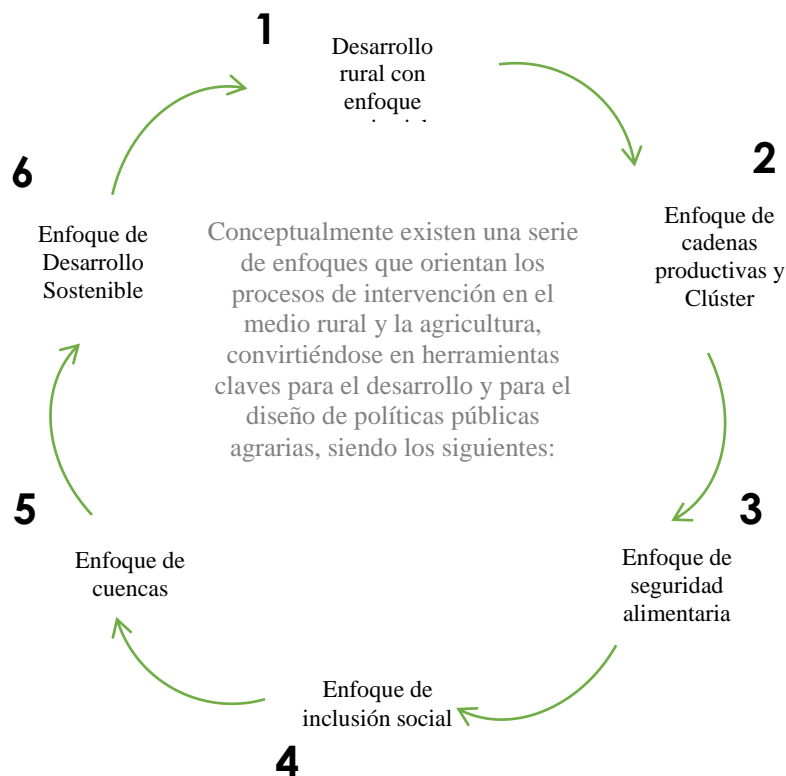 1
Desarrollo
rural con
enfoque
2
Enfoque de
cadenas
productivas y
Clúster
3
Enfoque de
seguridad
alimentaria
4
Enfoque de
inclusión social
5
Enfoque de
cuencas
6
Enfoque de
Desarrollo
Sostenible
Conceptualmente existen una serie
de enfoques que orientan los
procesos de intervención en el
medio rural y la agricultura,
convirtiéndose en herramientas
claves para el desarrollo y para el
diseño de políticas públicas
agrarias, siendo los siguientes: